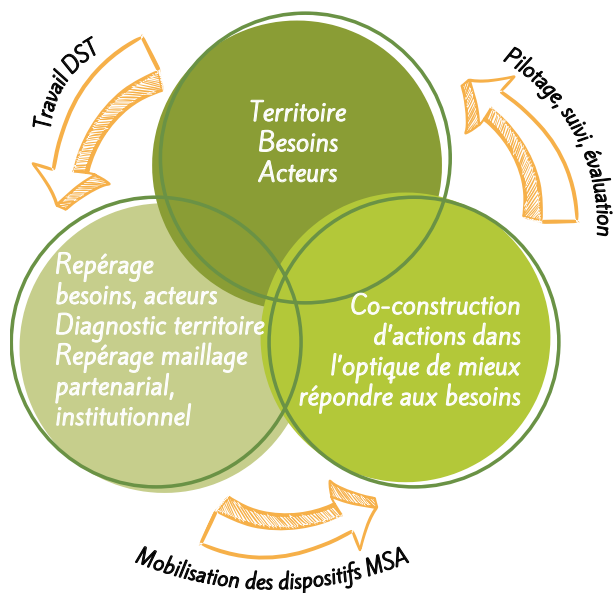 Travail DST
Pilotage, suivi, évaluation
Territoire
Besoins
Acteurs
Repérage
besoins, acteurs
Diagnostic territoire
Repérage maillage
partenarial,
institutionnel
Co-construction
d'actions dans
l'optique de mieux
répondre aux besoins
Mobilisation des dispositifs MSA